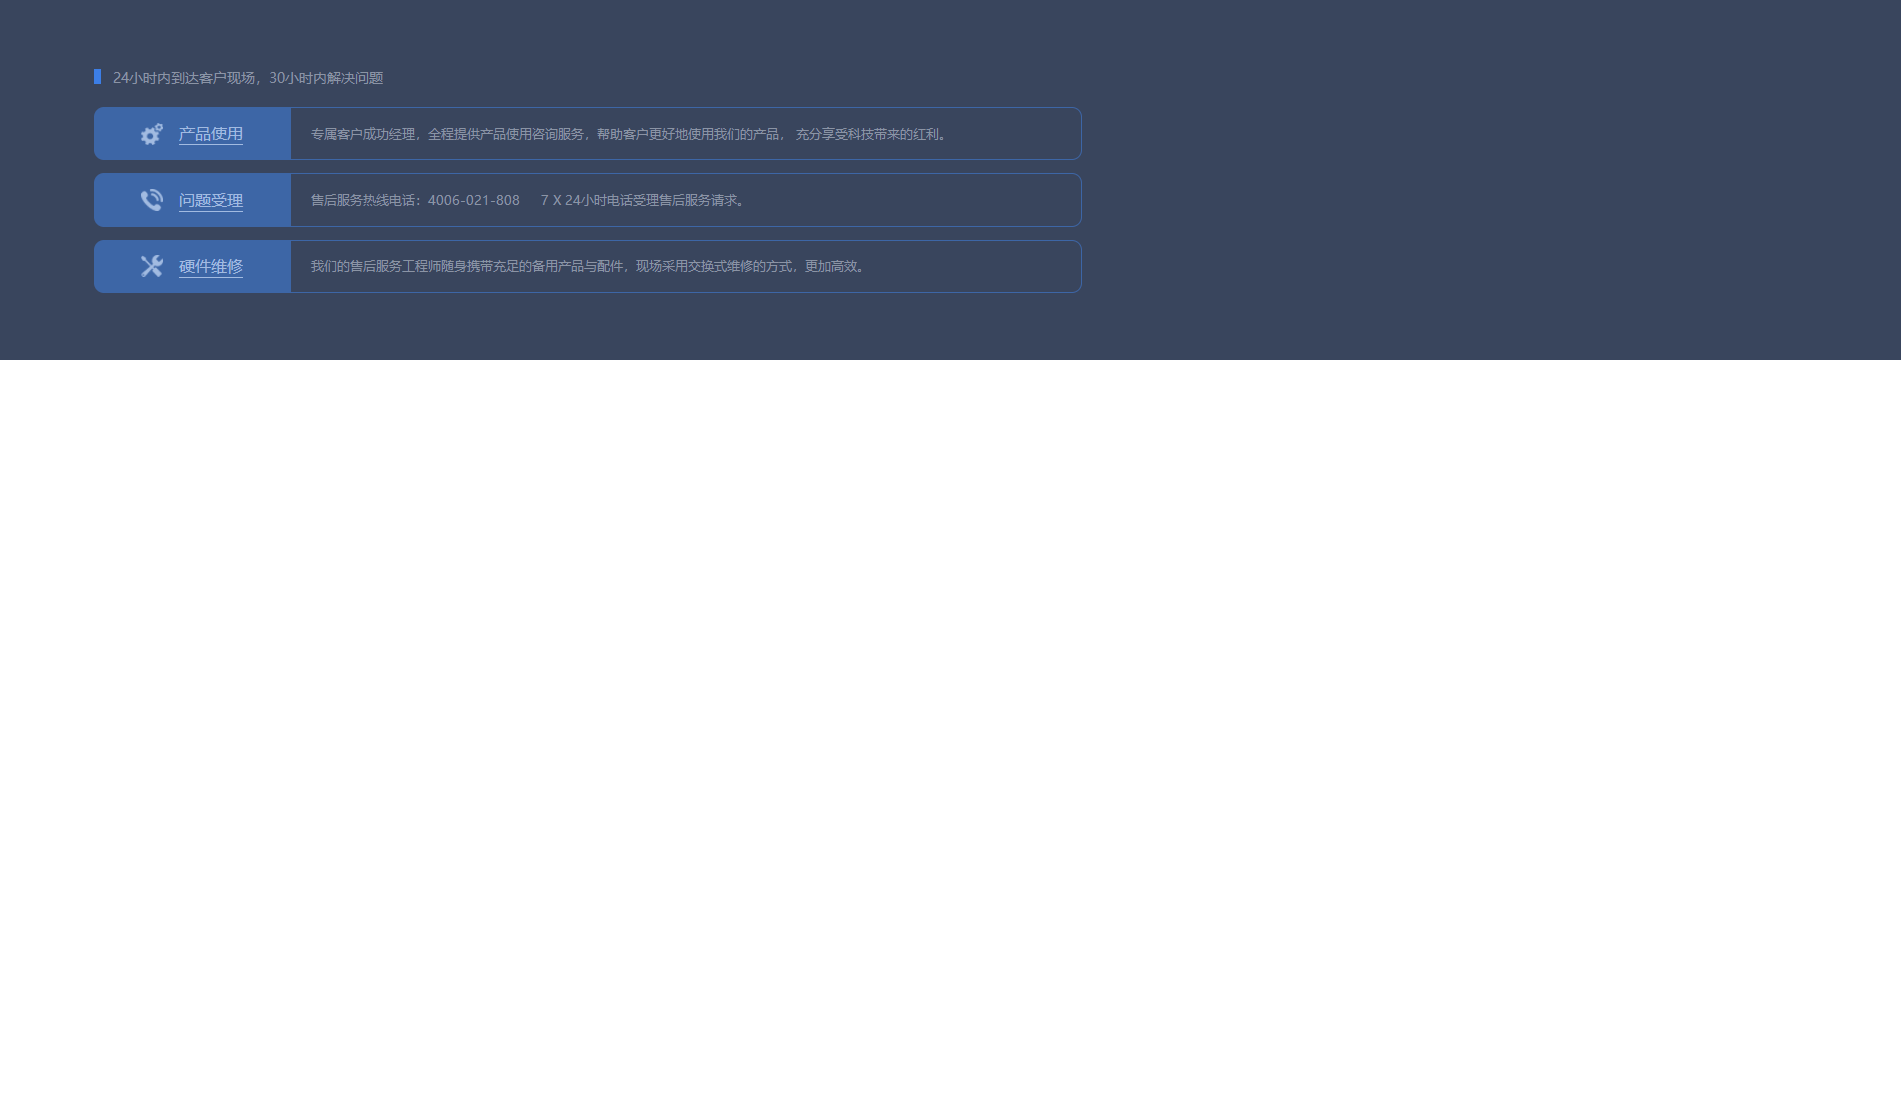 24小时内到达客户现场，30小时内解决问题
产品使用 专属客户成功经理，全程提供产品使用咨询服务，帮助客户更好地使用我们的产品， 充分享受科技带来的红利。
问题受理 售后服务热线电话：4006-021-808 7 X 24小时电话受理售后服务请求。
硬件维修 我们的售后服务工程师随身携带充足的备用产品与配件，现场采用交换式维修的方式，更加高效。